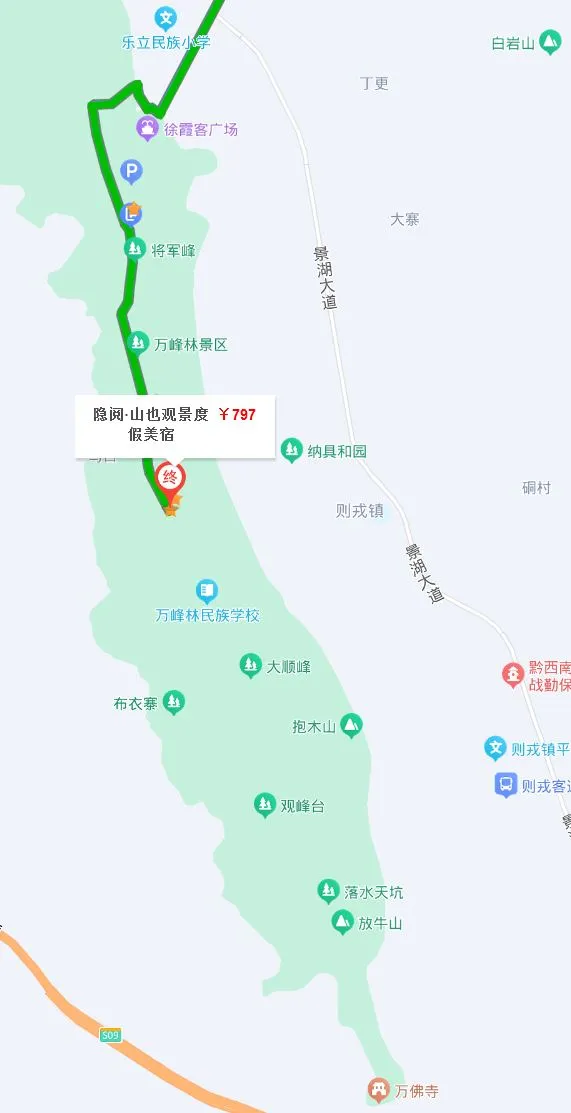 乐立民族小学
白岩山
丁更
徐霞客广场
P
大寨
将军峰
景湖大道
万峰林景区
隐阅·山也观景度 ￥797
假美宿
纳具和园
终
硐村
则戎镇
景湖大道
万峰林民族学校
大顺峰
黔西南
战勤保
布衣寨
抱木山
则戎镇平
则戎客运
观峰台
景
落水天坑
放牛山
S09
万佛寺